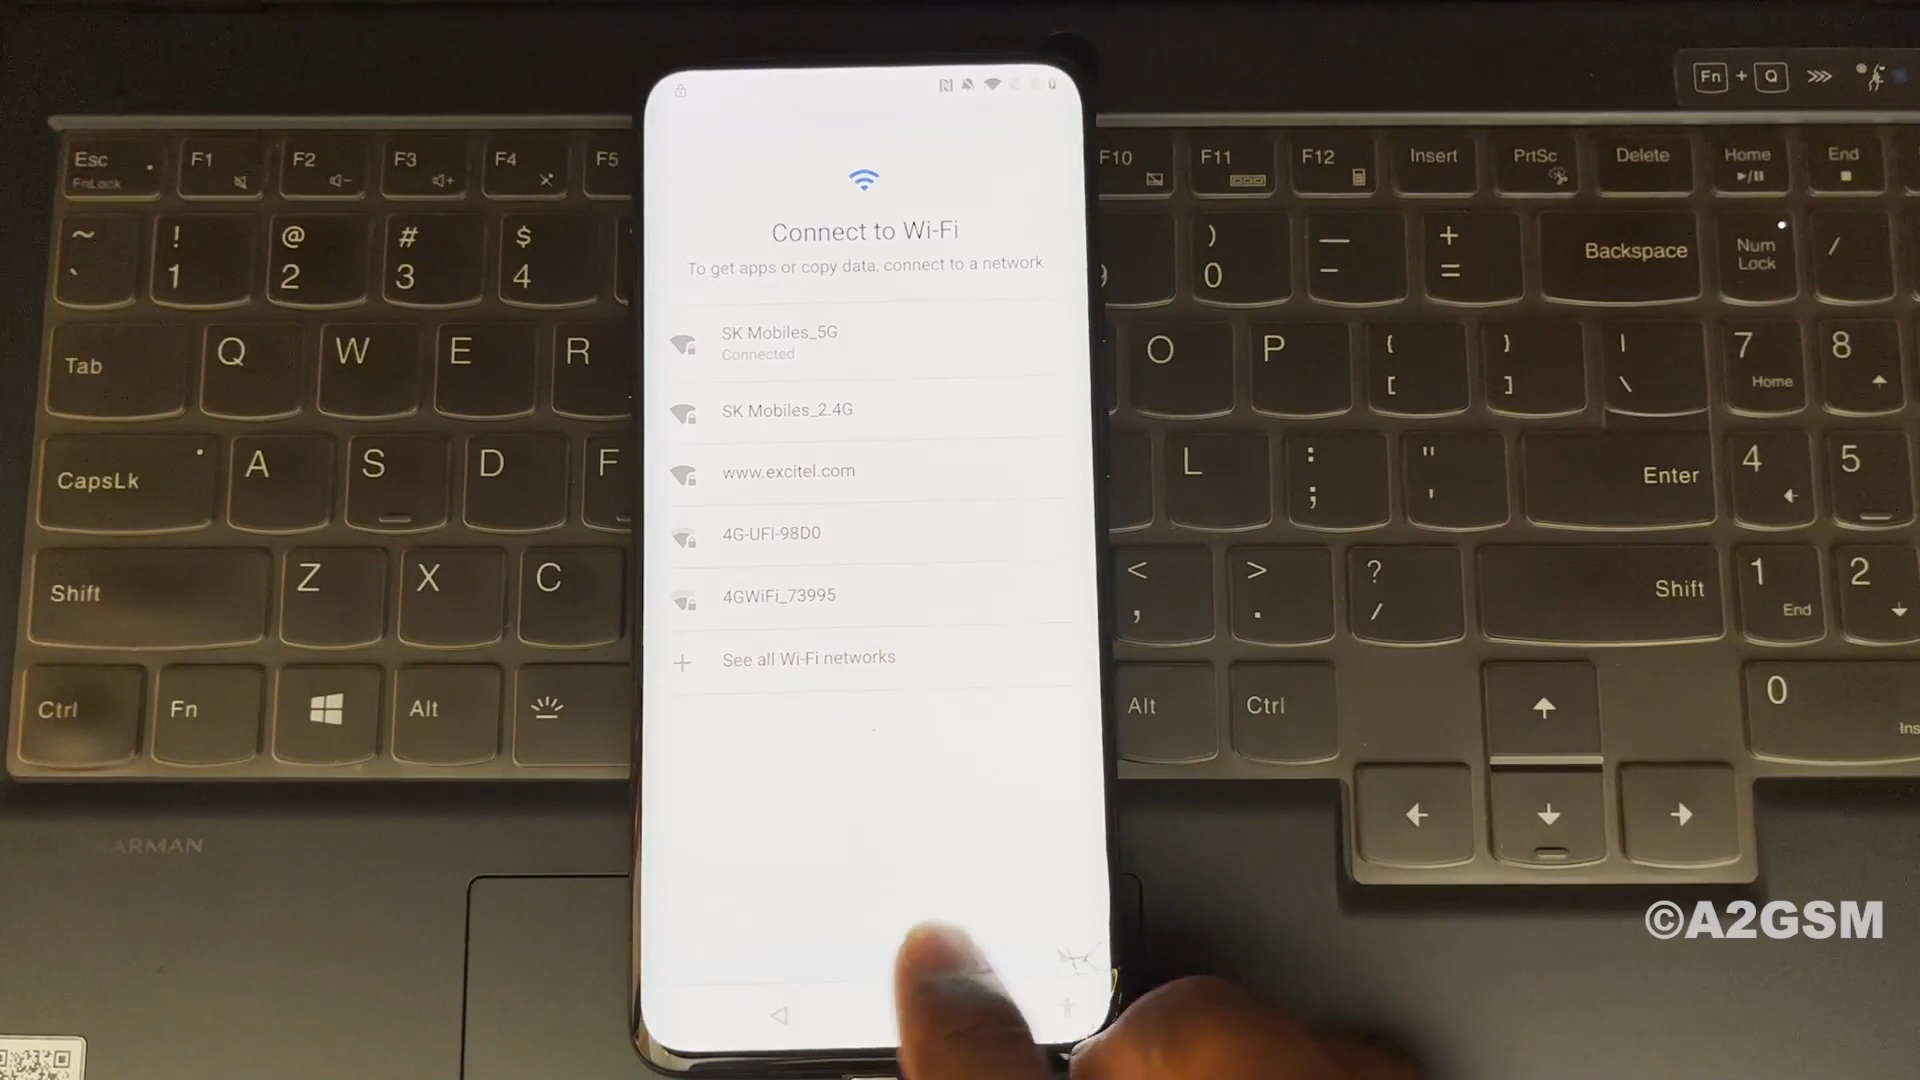 Fn + Q
Esc
FnLock
F1
F2
F3
F4
F5
F10
F11
F12
Insert
PrtSc
Delete
Home
End
~
`
!
1
@
2
#
3
$
4
)
0
—
-
+
=
Backspace
Num
Lock
/
Tab
Q
W
E
R
O
P
{
[
}
]
|
\
7
Home
8
CapsLk
A
S
D
F
L
:
;
"
'
Enter
4
5
Shift
Z
X
C
<
,
>
.
?
/
Shift
1
End
2
Ctrl
Fn
Alt
Alt
Ctrl
0
Ins
Connect to Wi-Fi
To get apps or copy data, connect to a network
SK Mobiles_5G
Connected
SK Mobiles_2.4G
www.excitel.com
4G-UFI-98D0
4GWiFi_73995
See all Wi-Fi networks
©A2GSM